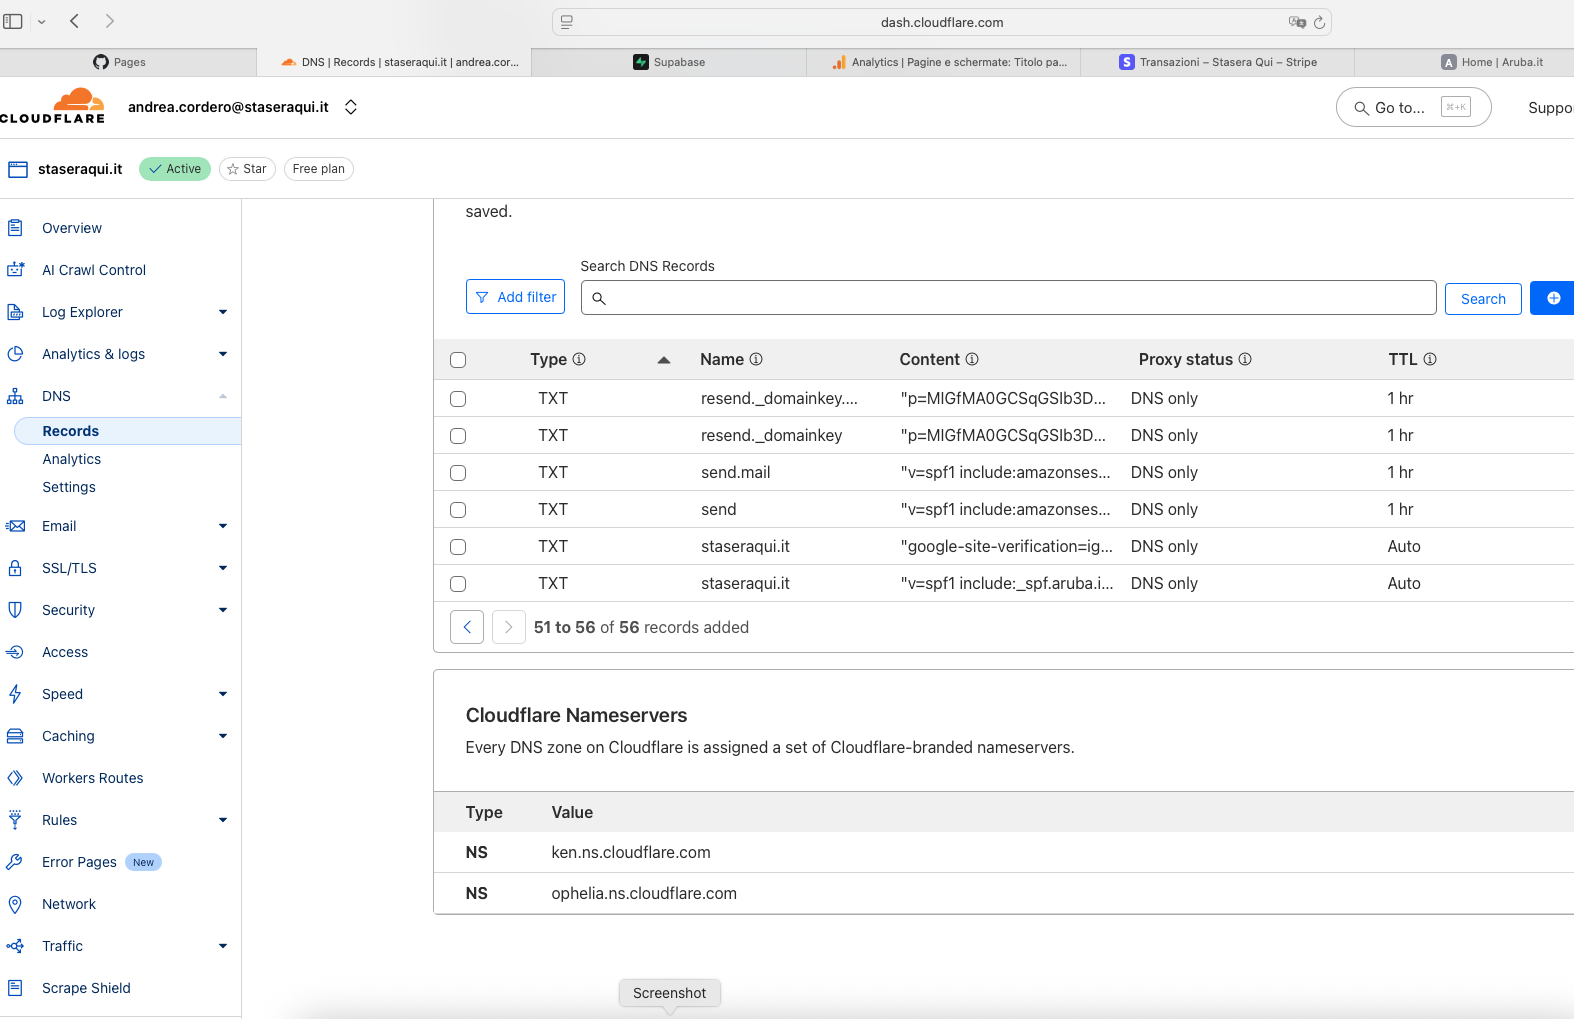 dash.cloudflare.com
Pages
DNS | Records | staseraqui.it | andrea.cor...
Supabase
Analytics | Pagine e schermate: Titolo pa...
S Transazioni – Stasera Qui – Stripe
A Home | Aruba.it
CLOUDFLARE
andrea.cordero@staseraqui.it
Go to... ⌘+K
Suppo
staseraqui.it Active Star Free plan
Overview
AI Crawl Control
Log Explorer
Analytics & logs
DNS
Records
Analytics
Settings
Email
SSL/TLS
Security
Access
Speed
Caching
Workers Routes
Rules
Error Pages New
Network
Traffic
Scrape Shield
saved.
Search DNS Records
Add filter
Search
Type Name Content Proxy status TTL
TXT resend._domainkey.... "p=MIGfMA0GCSqGSIb3D... DNS only 1 hr
TXT resend._domainkey "p=MIGfMA0GCSqGSIb3D... DNS only 1 hr
TXT send.mail "v=spf1 include:amazonses... DNS only 1 hr
TXT send "v=spf1 include:amazonses... DNS only 1 hr
TXT staseraqui.it "google-site-verification=ig... DNS only Auto
TXT staseraqui.it "v=spf1 include:_spf.aruba.i... DNS only Auto
51 to 56 of 56 records added
Cloudflare Nameservers
Every DNS zone on Cloudflare is assigned a set of Cloudflare-branded nameservers.
Type Value
NS ken.ns.cloudflare.com
NS ophelia.ns.cloudflare.com
Screenshot